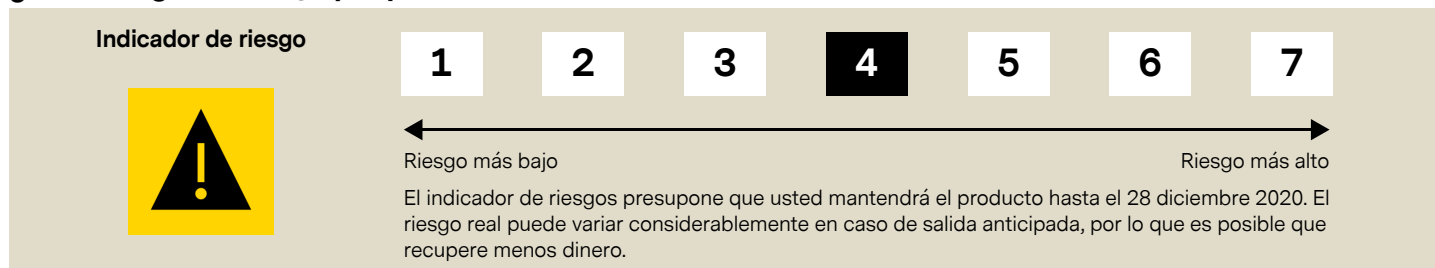 Indicador de riesgo
1 2 3 4 5 6 7
Riesgo más bajo Riesgo más alto
El indicador de riesgos presupone que usted mantendrá el producto hasta el 28 diciembre 2020. El
riesgo real puede variar considerablemente en caso de salida anticipada, por lo que es posible que
recupere menos dinero.